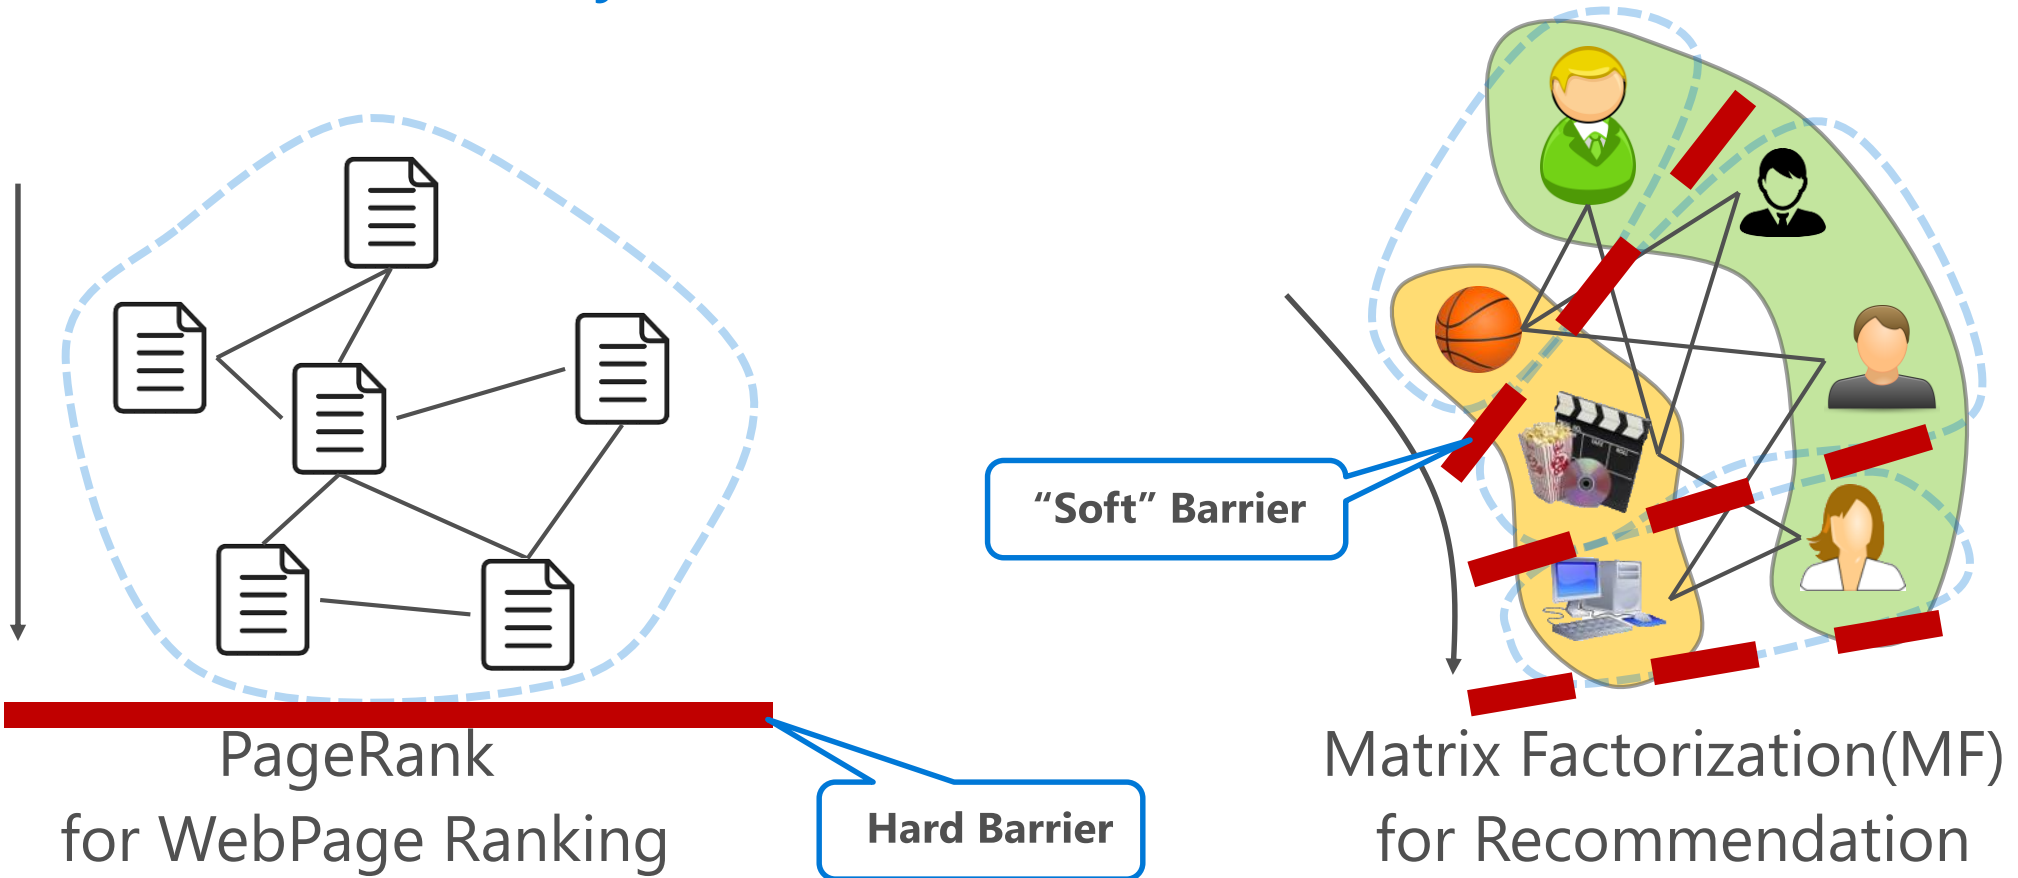 “Soft” Barrier
PageRank
for WebPage Ranking
Hard Barrier
Matrix Factorization(MF)
for Recommendation